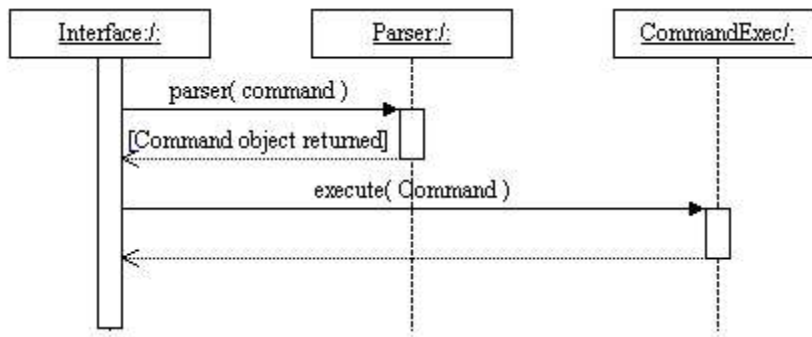 Interface:/:
Parser:/:
CommandExec/:
parser( command )
[Command object returned]
execute( Command )